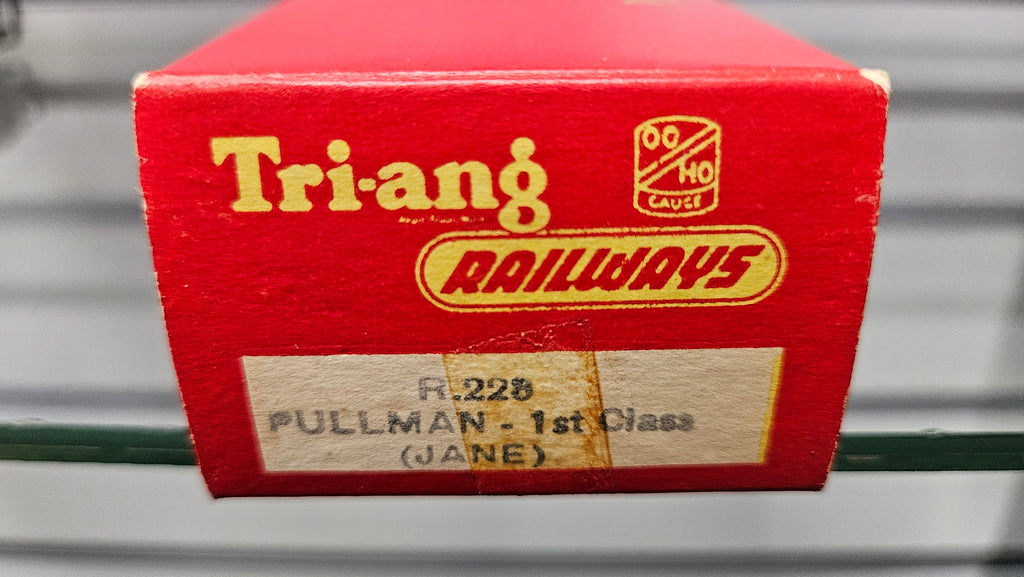 Tri-ang
OO/HO
GAUGE
RAILWAYS
R.228
PULLMAN - 1st Class
(JANE)